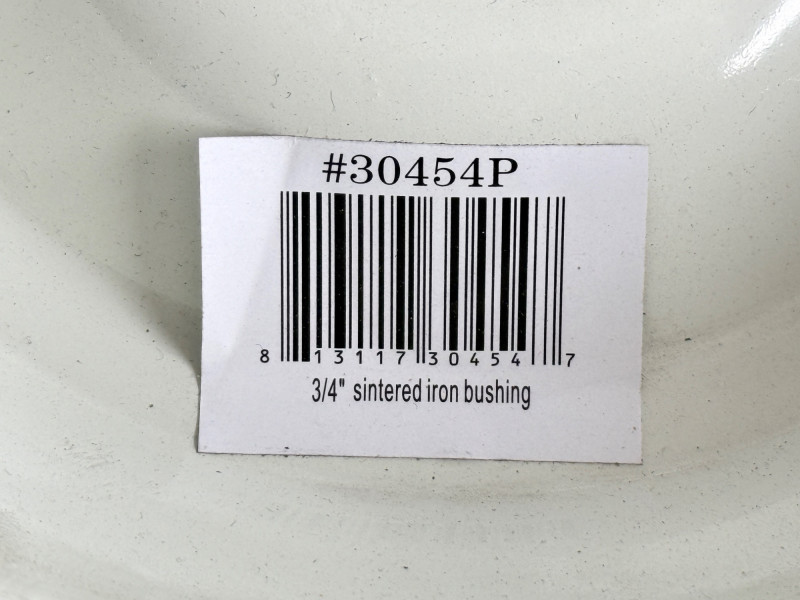 #30454P
8 13117 30454 7
3/4" sintered iron bushing